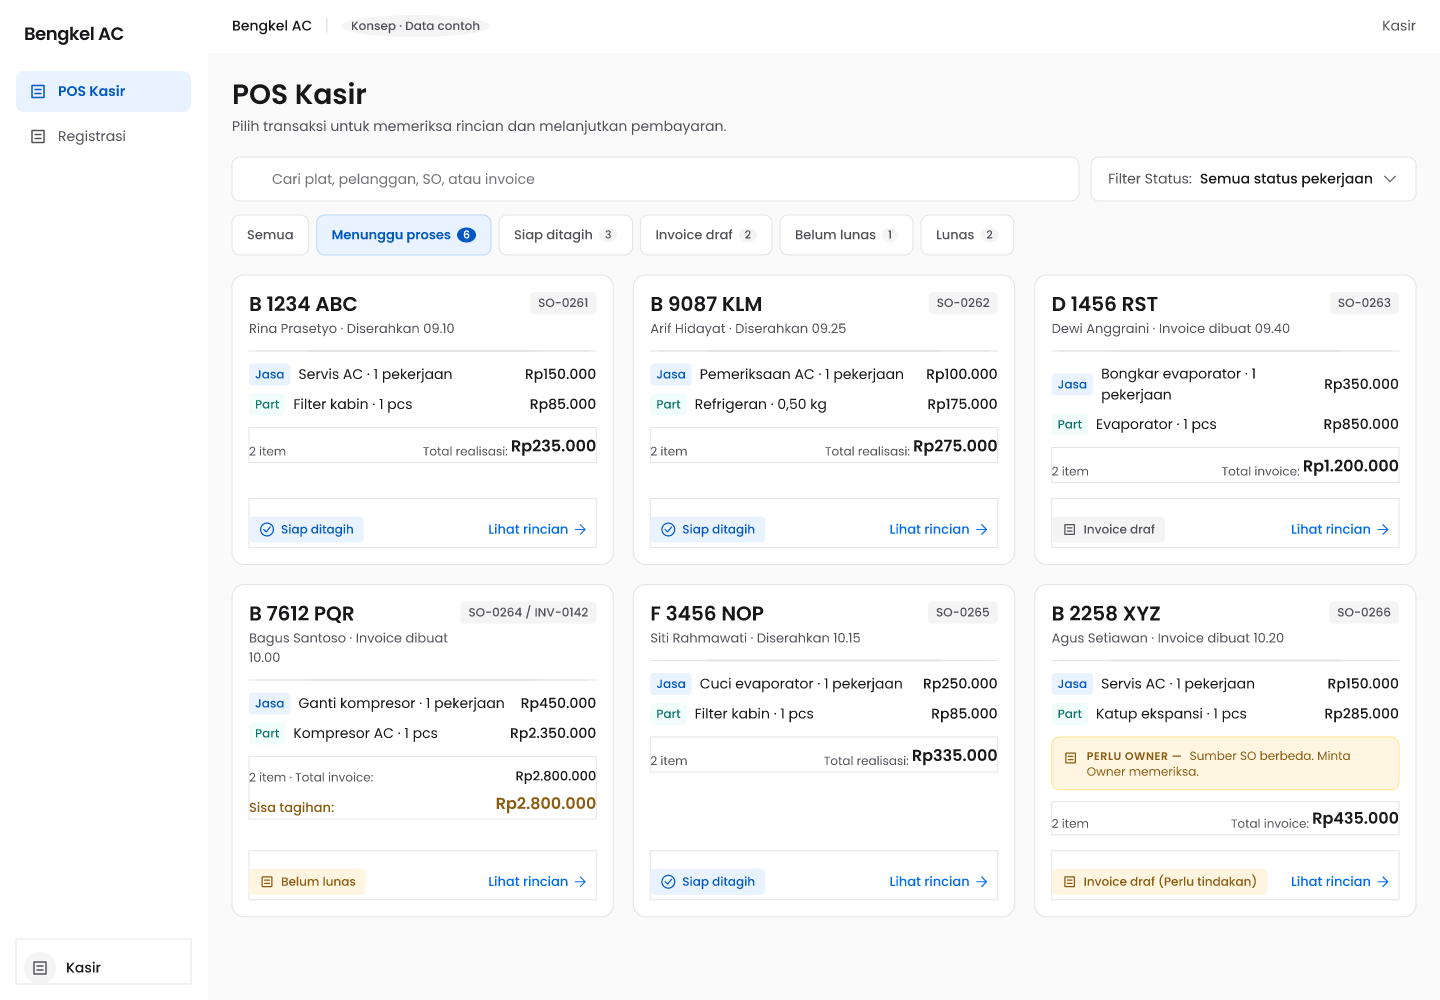 Bengkel AC
POS Kasir
Registrasi
Kasir
Bengkel AC
Konsep · Data contoh
Kasir
POS Kasir
Pilih transaksi untuk memeriksa rincian dan melanjutkan pembayaran.
Cari plat, pelanggan, SO, atau invoice
Filter Status: Semua status pekerjaan
Semua
Menunggu proses 6
Siap ditagih 3
Invoice draf 2
Belum lunas 1
Lunas 2
B 1234 ABC
SO-0261
Rina Prasetyo · Diserahkan 09.10
Jasa Servis AC · 1 pekerjaan Rp150.000
Part Filter kabin · 1 pcs Rp85.000
2 item Total realisasi: Rp235.000
Siap ditagih Lihat rincian →
B 9087 KLM
SO-0262
Arif Hidayat · Diserahkan 09.25
Jasa Pemeriksaan AC · 1 pekerjaan Rp100.000
Part Refrigeran · 0,50 kg Rp175.000
2 item Total realisasi: Rp275.000
Siap ditagih Lihat rincian →
D 1456 RST
SO-0263
Dewi Anggraini · Invoice dibuat 09.40
Jasa Bongkar evaporator · 1
pekerjaan Rp350.000
Part Evaporator · 1 pcs Rp850.000
2 item Total invoice: Rp1.200.000
Invoice draf Lihat rincian →
B 7612 PQR
SO-0264 / INV-0142
Bagus Santoso · Invoice dibuat
10.00
Jasa Ganti kompresor · 1 pekerjaan Rp450.000
Part Kompresor AC · 1 pcs Rp2.350.000
2 item · Total invoice: Rp2.800.000
Sisa tagihan: Rp2.800.000
Belum lunas Lihat rincian →
F 3456 NOP
SO-0265
Siti Rahmawati · Diserahkan 10.15
Jasa Cuci evaporator · 1 pekerjaan Rp250.000
Part Filter kabin · 1 pcs Rp85.000
2 item Total realisasi: Rp335.000
Siap ditagih Lihat rincian →
B 2258 XYZ
SO-0266
Agus Setiawan · Invoice dibuat 10.20
Jasa Servis AC · 1 pekerjaan Rp150.000
Part Katup ekspansi · 1 pcs Rp285.000
PERLU OWNER — Sumber SO berbeda. Minta
Owner memeriksa.
2 item Total invoice: Rp435.000
Invoice draf (Perlu tindakan) Lihat rincian →